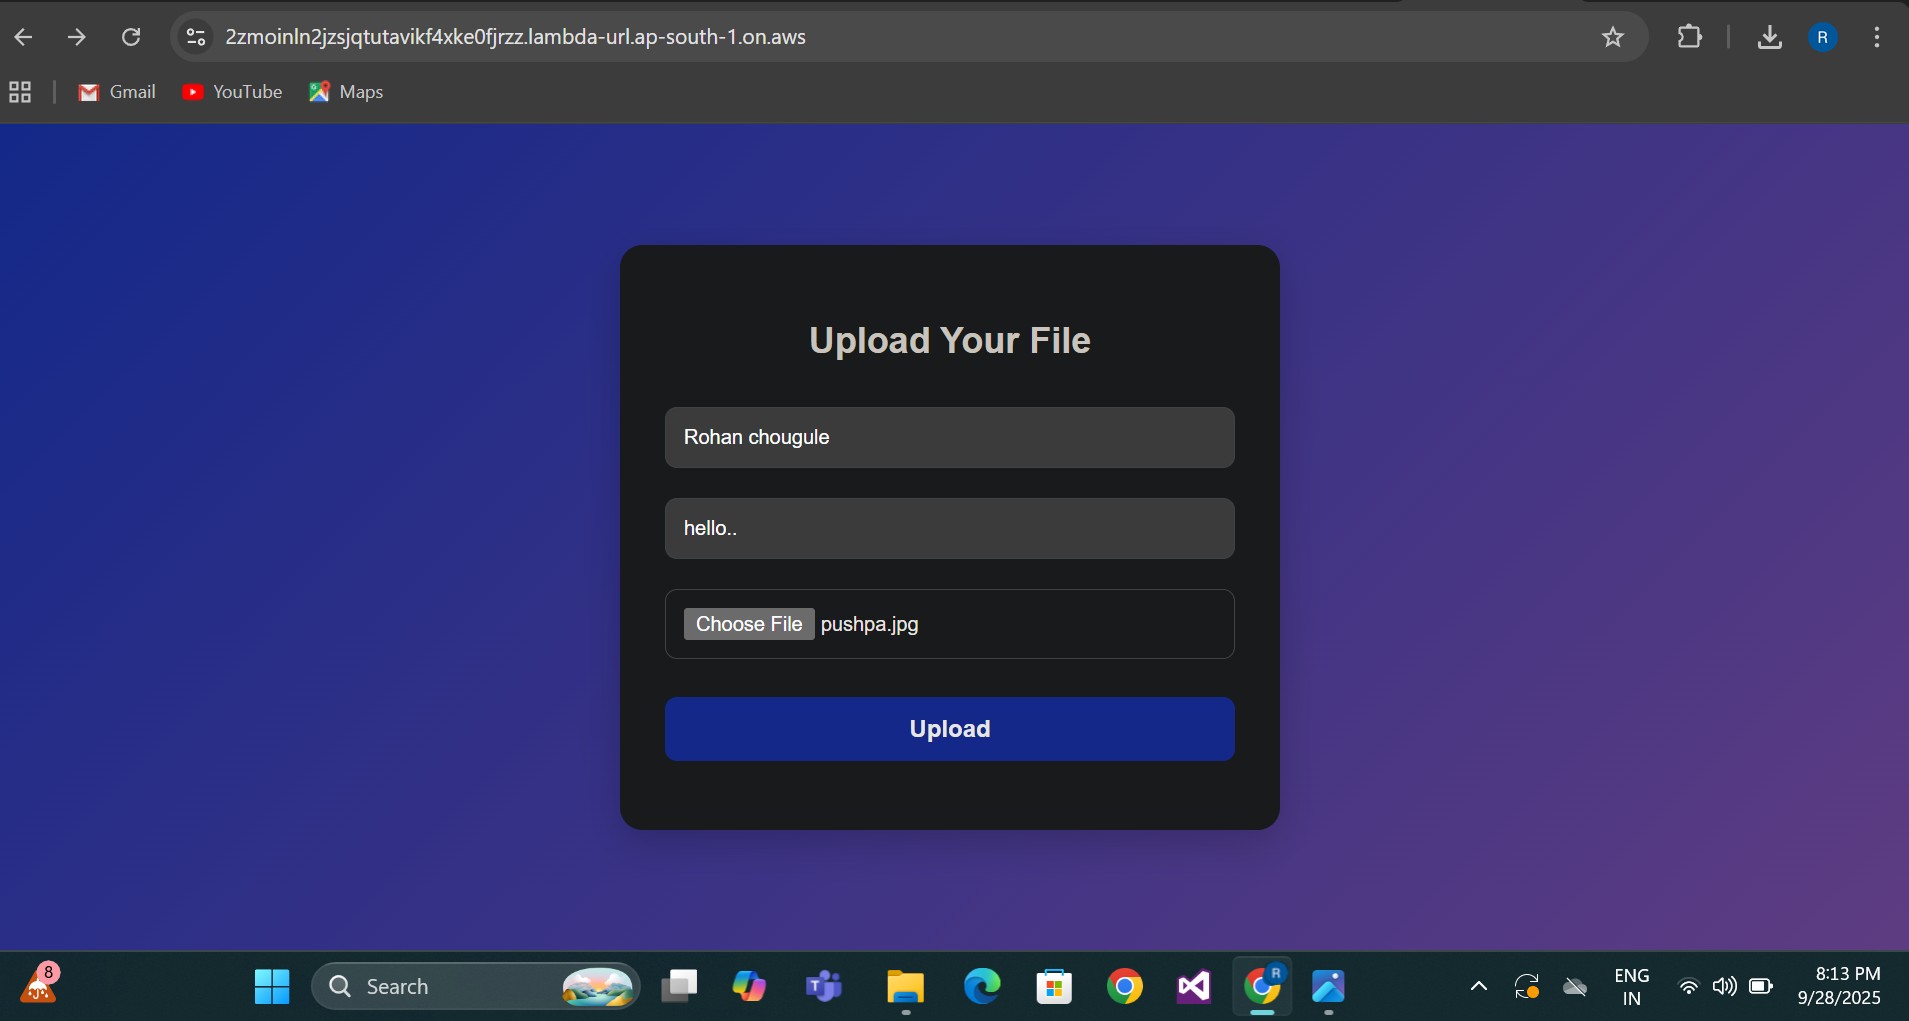 2zmoinln2jzsjqtutavikf4xke0fjrzz.lambda-url.ap-south-1.on.aws
R
Gmail
YouTube
Maps
Upload Your File
Rohan chougule
hello..
Choose File pushpa.jpg
Upload
8
Search
T
R
ENG
IN
8:13 PM
9/28/2025